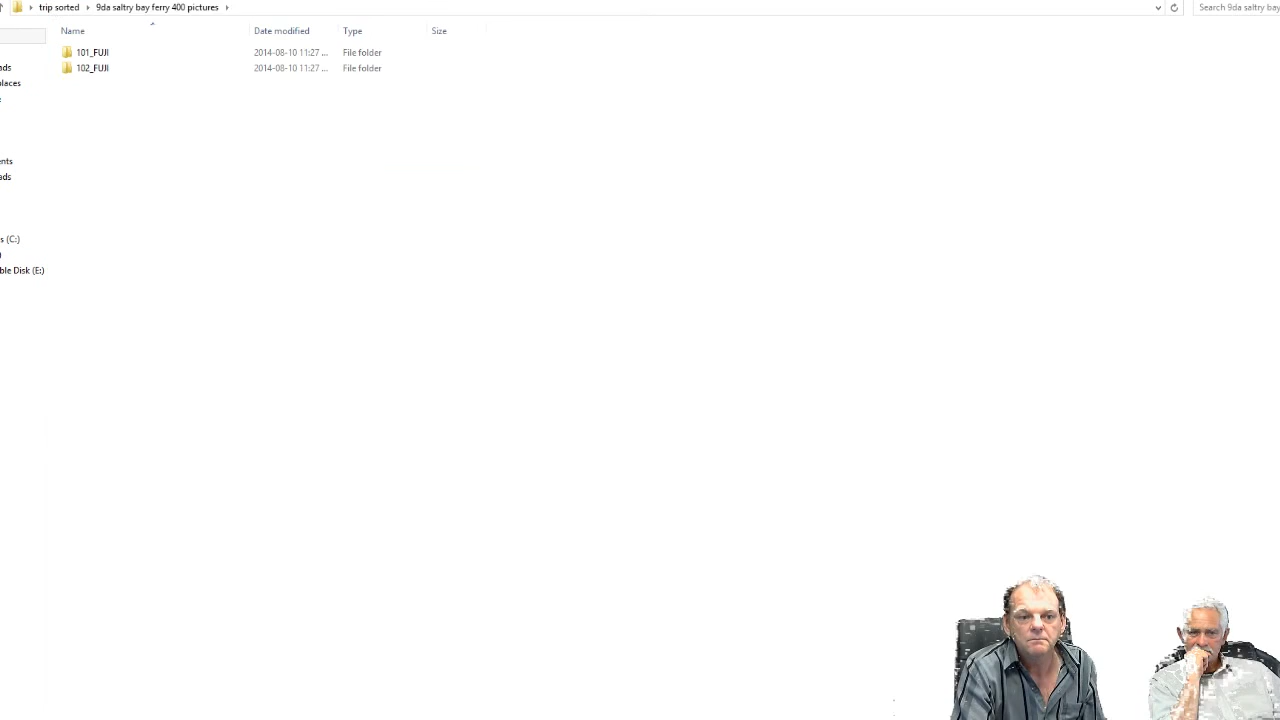 trip sorted > 9da saltry bay ferry 400 pictures >
Search 9da saltry bay
Name Date modified Type Size
101_FUJI 2014-08-10 11:27 ... File folder
102_FUJI 2014-08-10 11:27 ... File folder
ads
places
ents
ads
s (C:)
ble Disk (E:)